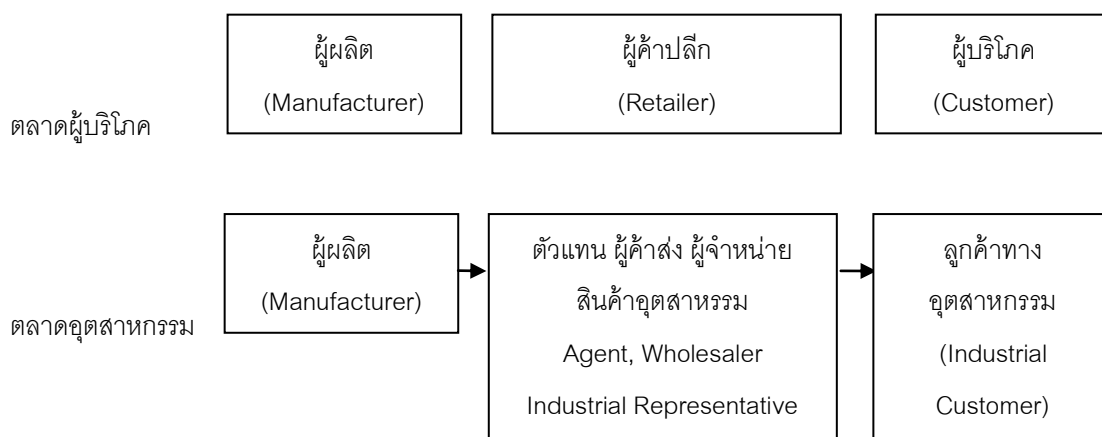 ผู้ผลิต
(Manufacturer)
ผู้ค้าปลีก
(Retailer)
ผู้บริโภค
(Customer)
ตลาดผู้บริโภค
ผู้ผลิต
(Manufacturer)
ตัวแทน ผู้ค้าส่ง ผู้จำหน่าย
สินค้าอุตสาหรรม
Agent, Wholesaler
Industrial Representative
ลูกค้าทาง
อุตสาหกรรม
(Industrial
Customer)
ตลาดอุตสาหกรรม